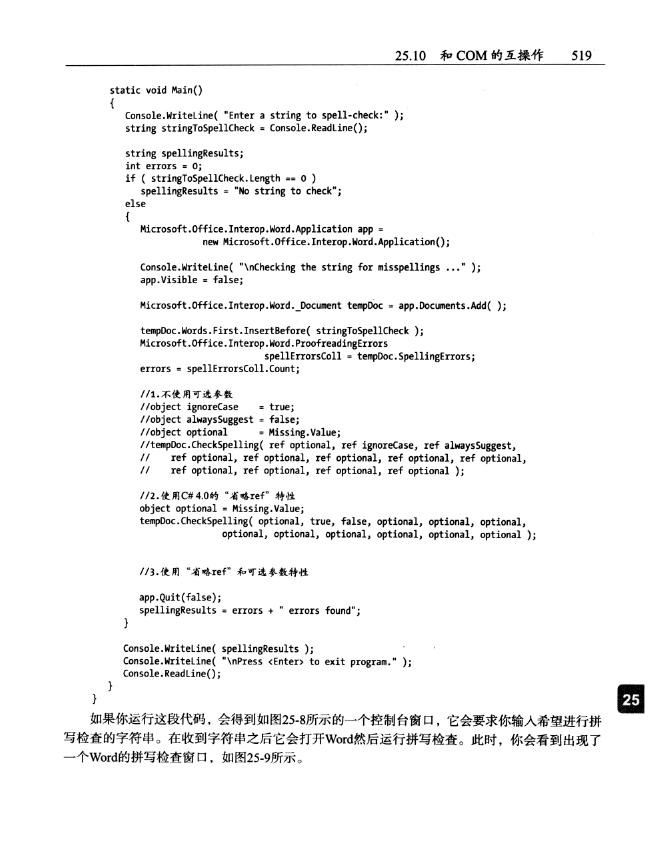 25.10 和 COM 的互操作 519
static void Main()
{
Console.WriteLine( "Enter a string to spell-check:" );
string stringToSpellCheck = Console.ReadLine();
string spellingResults;
int errors = 0;
if ( stringToSpellCheck.Length == 0 )
spellingResults = "No string to check";
else
{
Microsoft.Office.Interop.Word.Application app =
new Microsoft.Office.Interop.Word.Application();
Console.WriteLine( "\nChecking the string for misspellings ..." );
app.Visible = false;
Microsoft.Office.Interop.Word._Document tempDoc = app.Documents.Add( );
tempDoc.Words.First.InsertBefore( stringToSpellCheck );
Microsoft.Office.Interop.Word.ProofreadingErrors
spellErrorsColl = tempDoc.SpellingErrors;
errors = spellErrorsColl.Count;
//1.不使用可选参数
//object ignoreCase = true;
//object alwaysSuggest = false;
//object optional = Missing.Value;
//tempDoc.CheckSpelling( ref optional, ref ignoreCase, ref alwaysSuggest,
// ref optional, ref optional, ref optional, ref optional, ref optional,
// ref optional, ref optional, ref optional, ref optional );
//2.使用C# 4.0的“省略ref”特性
object optional = Missing.Value;
tempDoc.CheckSpelling( optional, true, false, optional, optional, optional,
optional, optional, optional, optional, optional, optional );
//3.使用“省略ref”和可选参数特性
app.Quit(false);
spellingResults = errors + " errors found";
}
Console.WriteLine( spellingResults );
Console.WriteLine( "\nPress <Enter> to exit program." );
Console.ReadLine();
}
}
25
如果你运行这段代码，会得到如图25-8所示的一个控制台窗口，它会要求你输入希望进行拼
写检查的字符串。在收到字符串之后它会打开Word然后运行拼写检查。此时，你会看到出现了
一个Word的拼写检查窗口，如图25-9所示。